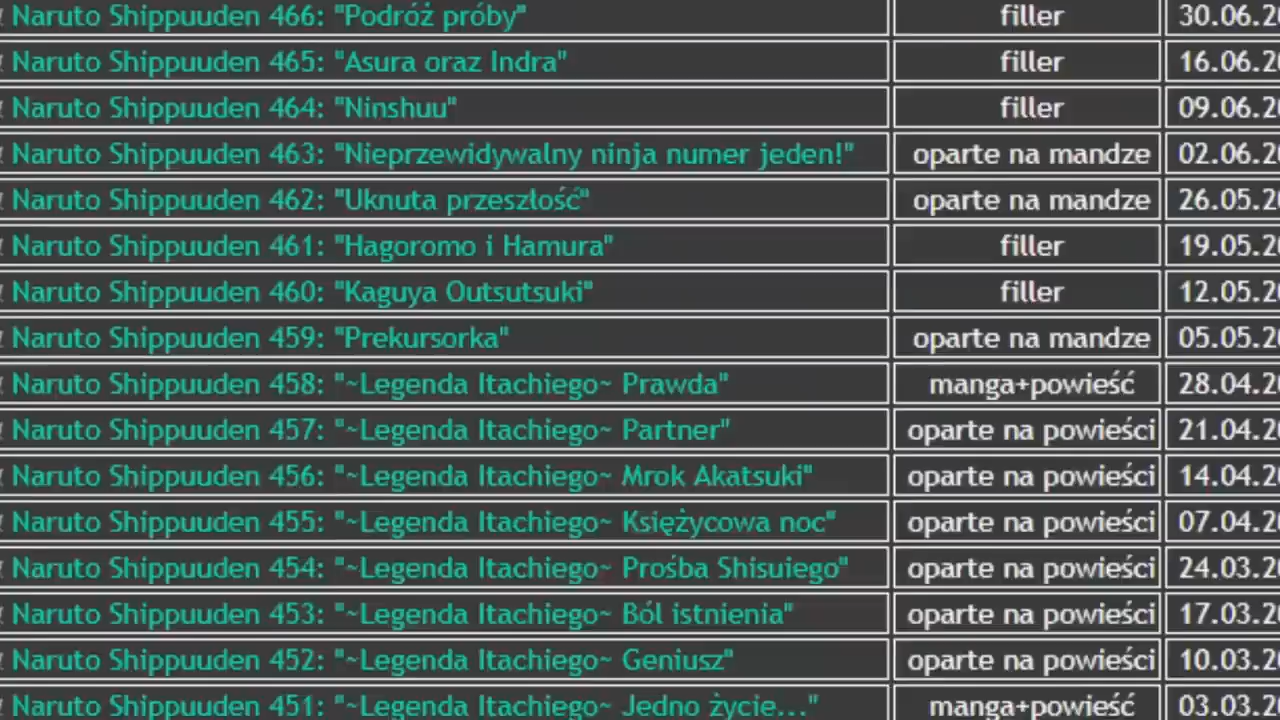 Naruto Shippuuden 466: "Podróż próby" filler 30.06.2
Naruto Shippuuden 465: "Asura oraz Indra" filler 16.06.2
Naruto Shippuuden 464: "Ninshuu" filler 09.06.2
Naruto Shippuuden 463: "Nieprzewidywalny ninja numer jeden!" oparte na mandze 02.06.2
Naruto Shippuuden 462: "Uknuta przeszłość" oparte na mandze 26.05.2
Naruto Shippuuden 461: "Hagoromo i Hamura" filler 19.05.2
Naruto Shippuuden 460: "Kaguya Outsutsuki" filler 12.05.2
Naruto Shippuuden 459: "Prekursorka" oparte na mandze 05.05.2
Naruto Shippuuden 458: "~Legenda Itachiego~ Prawda" manga+powieść 28.04.2
Naruto Shippuuden 457: "~Legenda Itachiego~ Partner" oparte na powieści 21.04.2
Naruto Shippuuden 456: "~Legenda Itachiego~ Mrok Akatsuki" oparte na powieści 14.04.2
Naruto Shippuuden 455: "~Legenda Itachiego~ Księżycowa noc" oparte na powieści 07.04.2
Naruto Shippuuden 454: "~Legenda Itachiego~ Prośba Shisuiego" oparte na powieści 24.03.2
Naruto Shippuuden 453: "~Legenda Itachiego~ Ból istnienia" oparte na powieści 17.03.2
Naruto Shippuuden 452: "~Legenda Itachiego~ Geniusz" oparte na powieści 10.03.2
Naruto Shippuuden 451: "~Legenda Itachiego~ Jedno życie..." manga+powieść 03.03.2